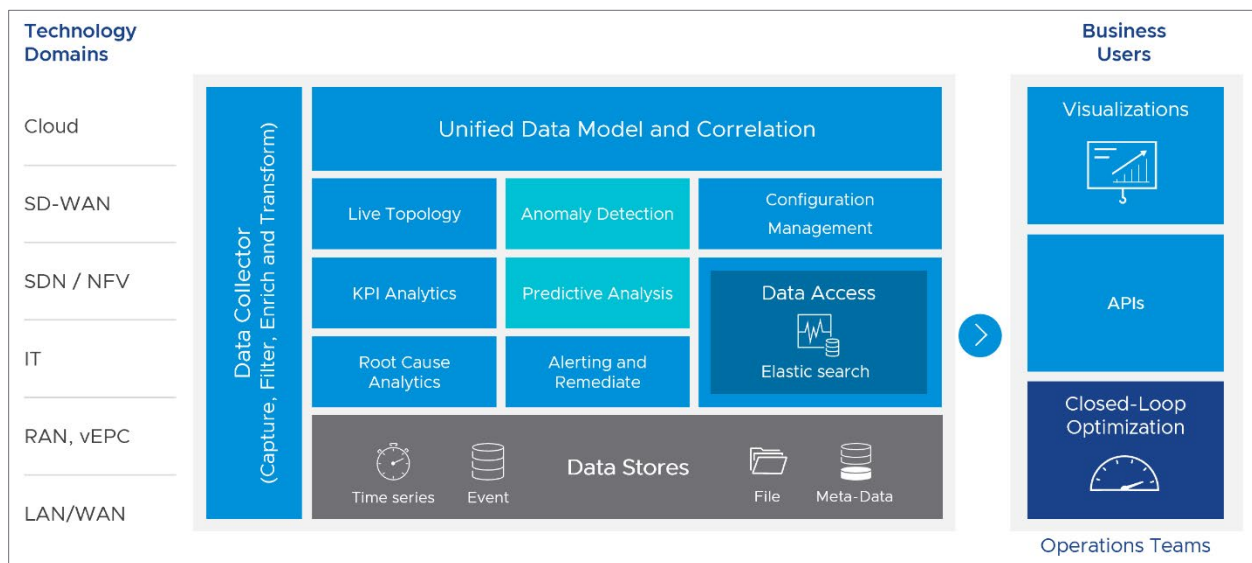 Technology
Domains
Cloud
SD-WAN
SDN / NFV
IT
RAN, vEPC
LAN/WAN
Data Collector
(Capture, Filter, Enrich and Transform)
Unified Data Model and Correlation
Live Topology
Anomaly Detection
Configuration
Management
KPI Analytics
Predictive Analysis
Data Access
Elastic search
Root Cause
Analytics
Alerting and
Remediate
Data Stores
Time series
Event
File
Meta-Data
Business
Users
Visualizations
APIs
Closed-Loop
Optimization
Operations Teams